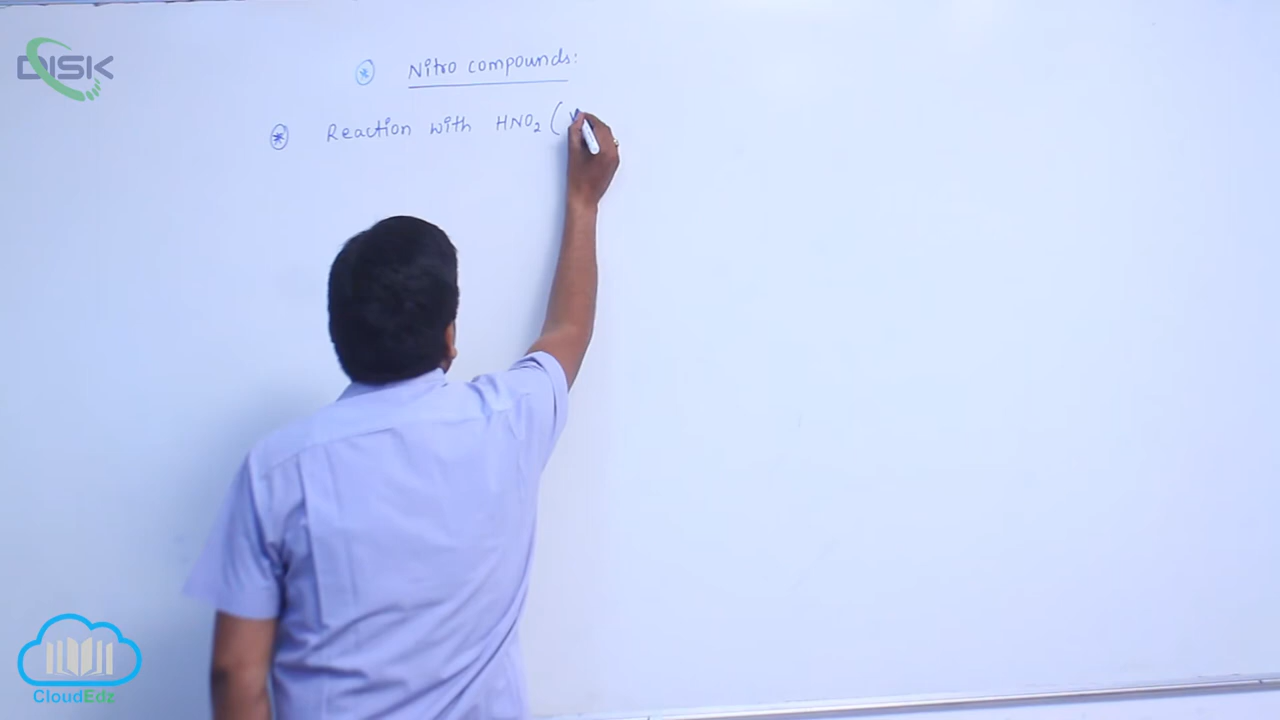 DISK
* Nitro compounds:
* Reaction with HNO₂ (
CloudEdz